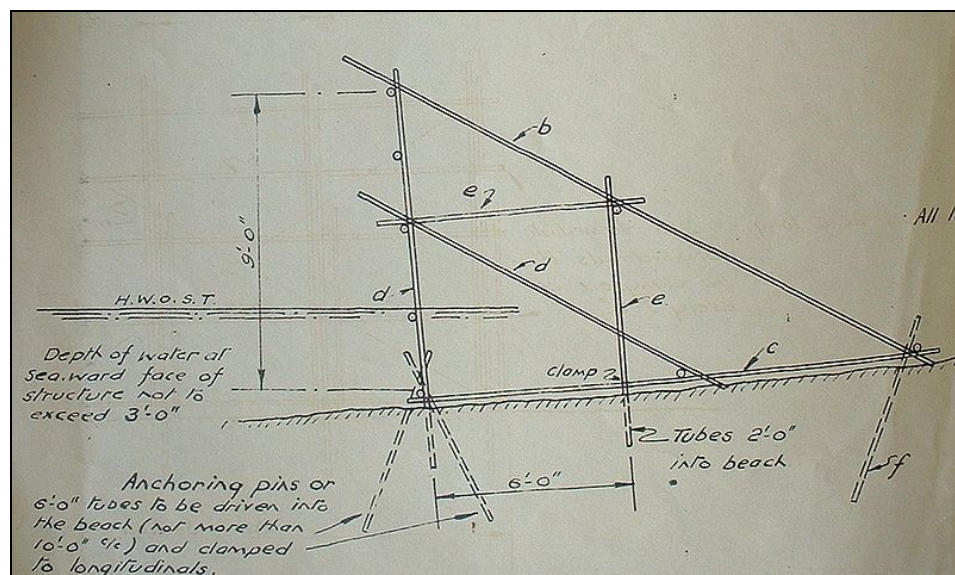 b
e
All
9'-0"
d
d
e
H.W.O.S.T.
c
Depth of water at
sea.ward face of
structure not to
exceed 3'-0"
clamp
Tubes 2'-0"
into beach
f
6'-0"
Anchoring pins or
6'-0" tubes to be driven into
the beach (not more than
10'-0" c/c) and clamped
to longitudinals.